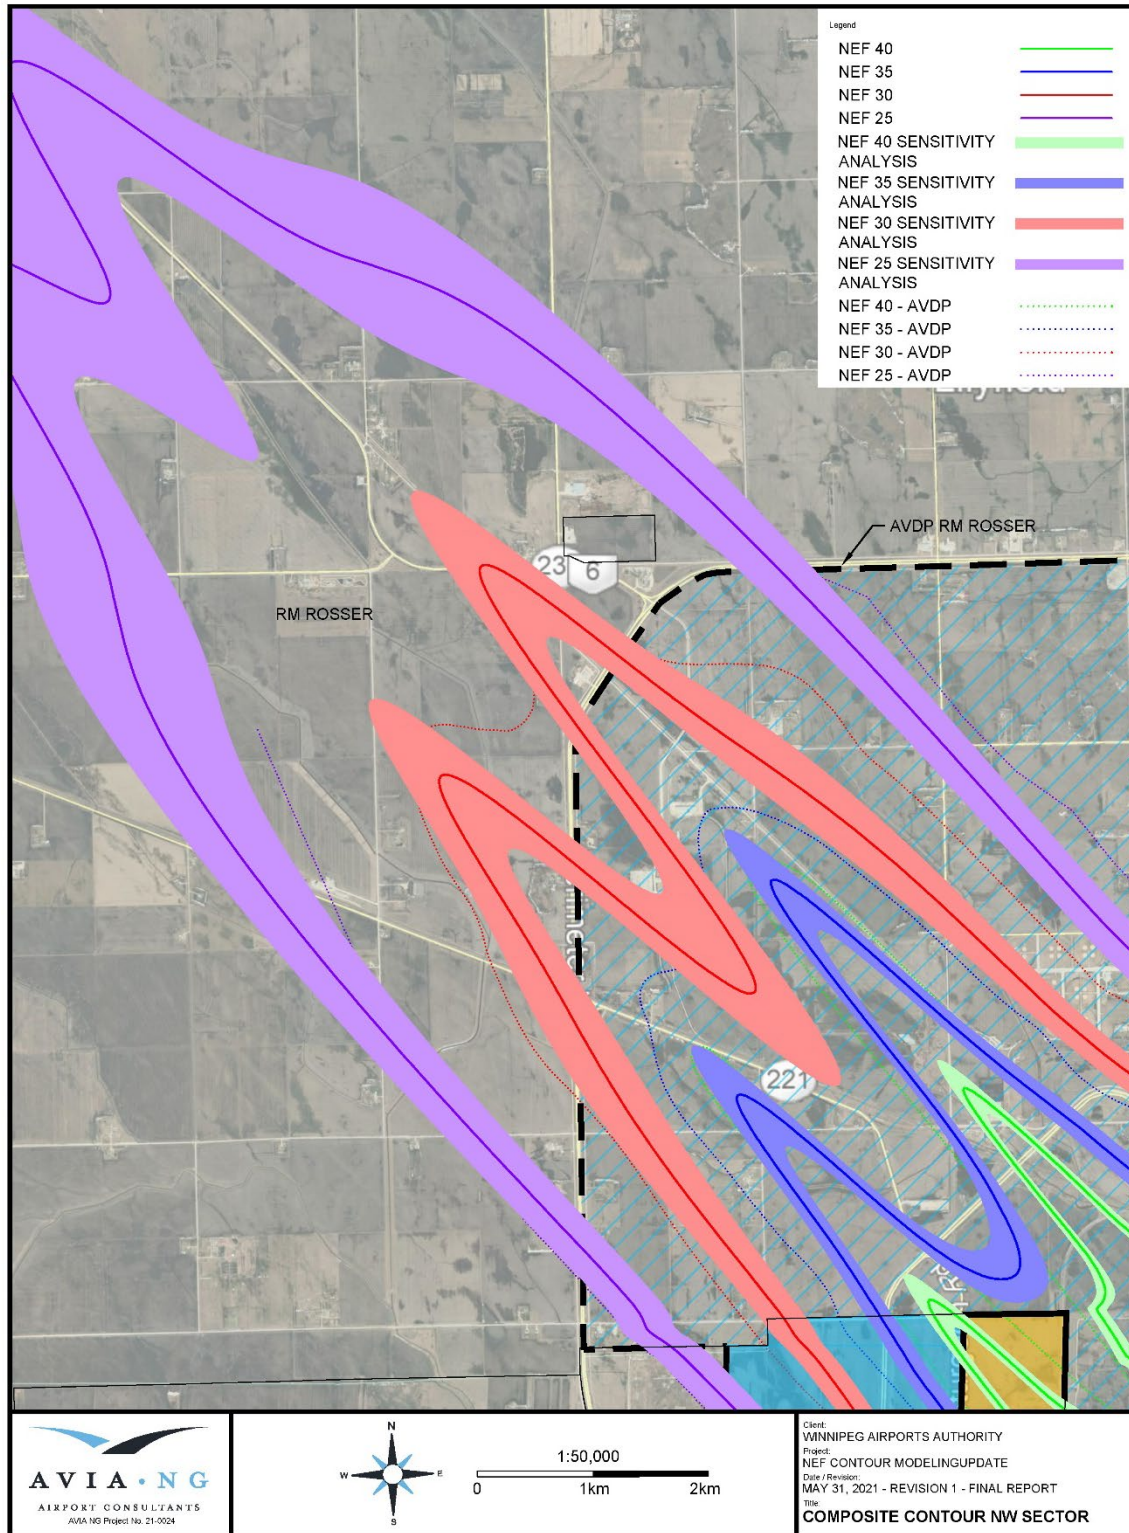 Legend
NEF 40
NEF 35
NEF 30
NEF 25
NEF 40 SENSITIVITY
ANALYSIS
NEF 35 SENSITIVITY
ANALYSIS
NEF 30 SENSITIVITY
ANALYSIS
NEF 25 SENSITIVITY
ANALYSIS
NEF 40 - AVDP
NEF 35 - AVDP
NEF 30 - AVDP
NEF 25 - AVDP
AVDP RM ROSSER
23
6
RM ROSSER
221
AVIA • NG
AIRPORT CONSULTANTS
AVIA NG Project No. 21-0024
N
W
E
S
1:50,000
0 1km 2km
Client:
WINNIPEG AIRPORTS AUTHORITY
Project:
NEF CONTOUR MODELINGUPDATE
Date / Revision:
MAY 31, 2021 - REVISION 1 - FINAL REPORT
Title:
COMPOSITE CONTOUR NW SECTOR